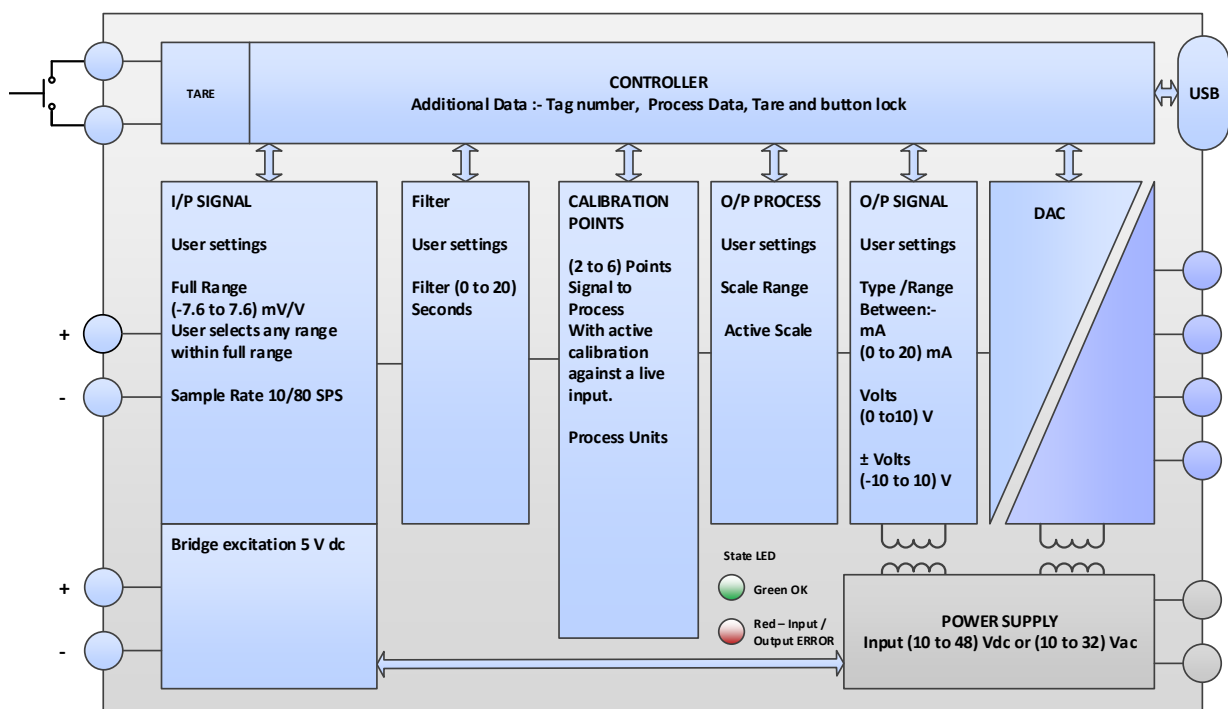 TARE
CONTROLLER
Additional Data :- Tag number, Process Data, Tare and button lock
USB
I/P SIGNAL
User settings
Full Range
(-7.6 to 7.6) mV/V
User selects any range
within full range
Sample Rate 10/80 SPS
+
-
Filter
User settings
Filter (0 to 20)
Seconds
CALIBRATION
POINTS
(2 to 6) Points
Signal to
Process
With active
calibration
against a live
input.
Process Units
O/P PROCESS
User settings
Scale Range
Active Scale
O/P SIGNAL
User settings
Type /Range
Between:-
mA
(0 to 20) mA
Volts
(0 to10) V
± Volts
(-10 to 10) V
DAC
Bridge excitation 5 V dc
+
-
State LED
Green OK
Red – Input /
Output ERROR
POWER SUPPLY
Input (10 to 48) Vdc or (10 to 32) Vac